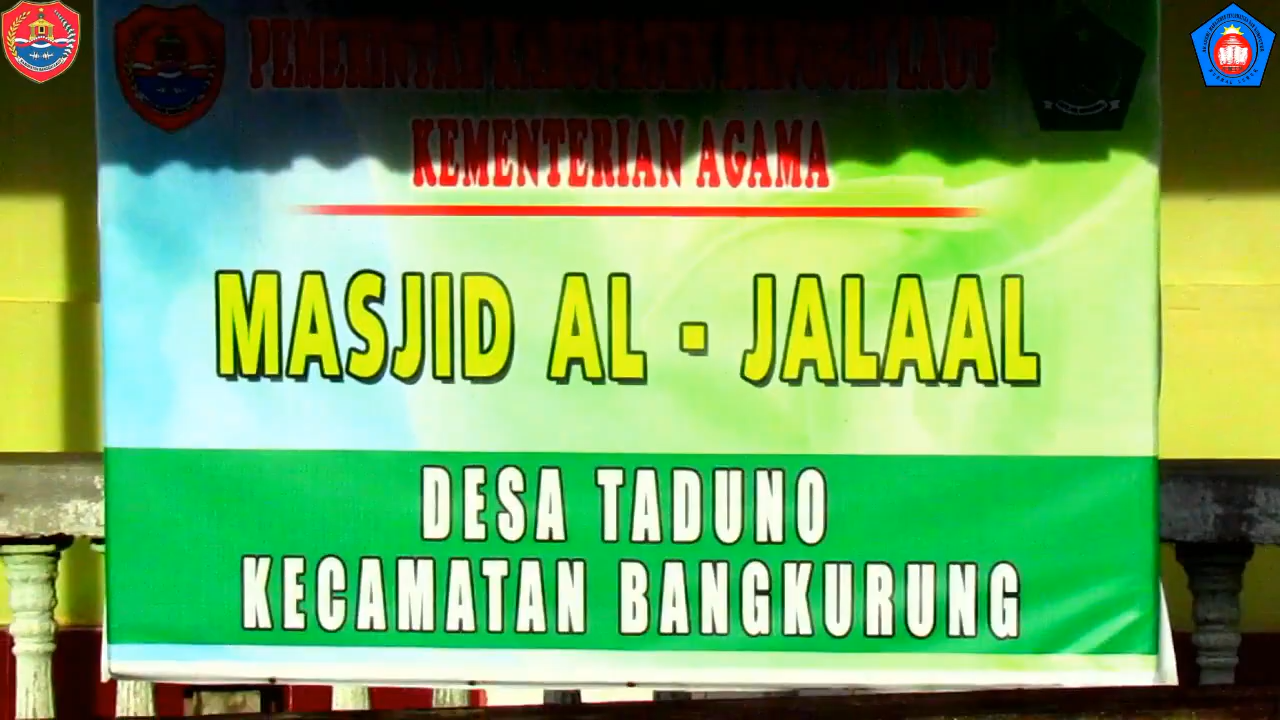 PEMERINTAH KABUPATEN BANGGAI LAUT
KEMENTERIAN AGAMA
MASJID AL - JALAAL
DESA TADUNO
KECAMATAN BANGKURUNG